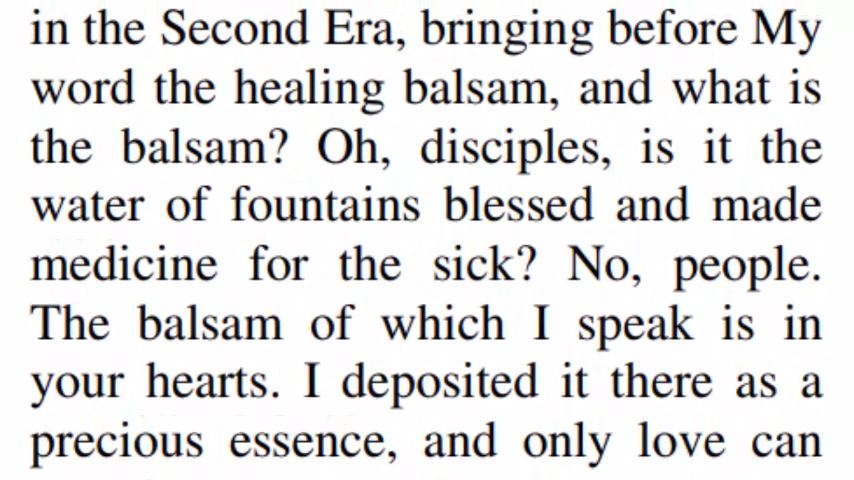 in the Second Era, bringing before My
word the healing balsam, and what is
the balsam? Oh, disciples, is it the
water of fountains blessed and made
medicine for the sick? No, people.
The balsam of which I speak is in
your hearts. I deposited it there as a
precious essence, and only love can